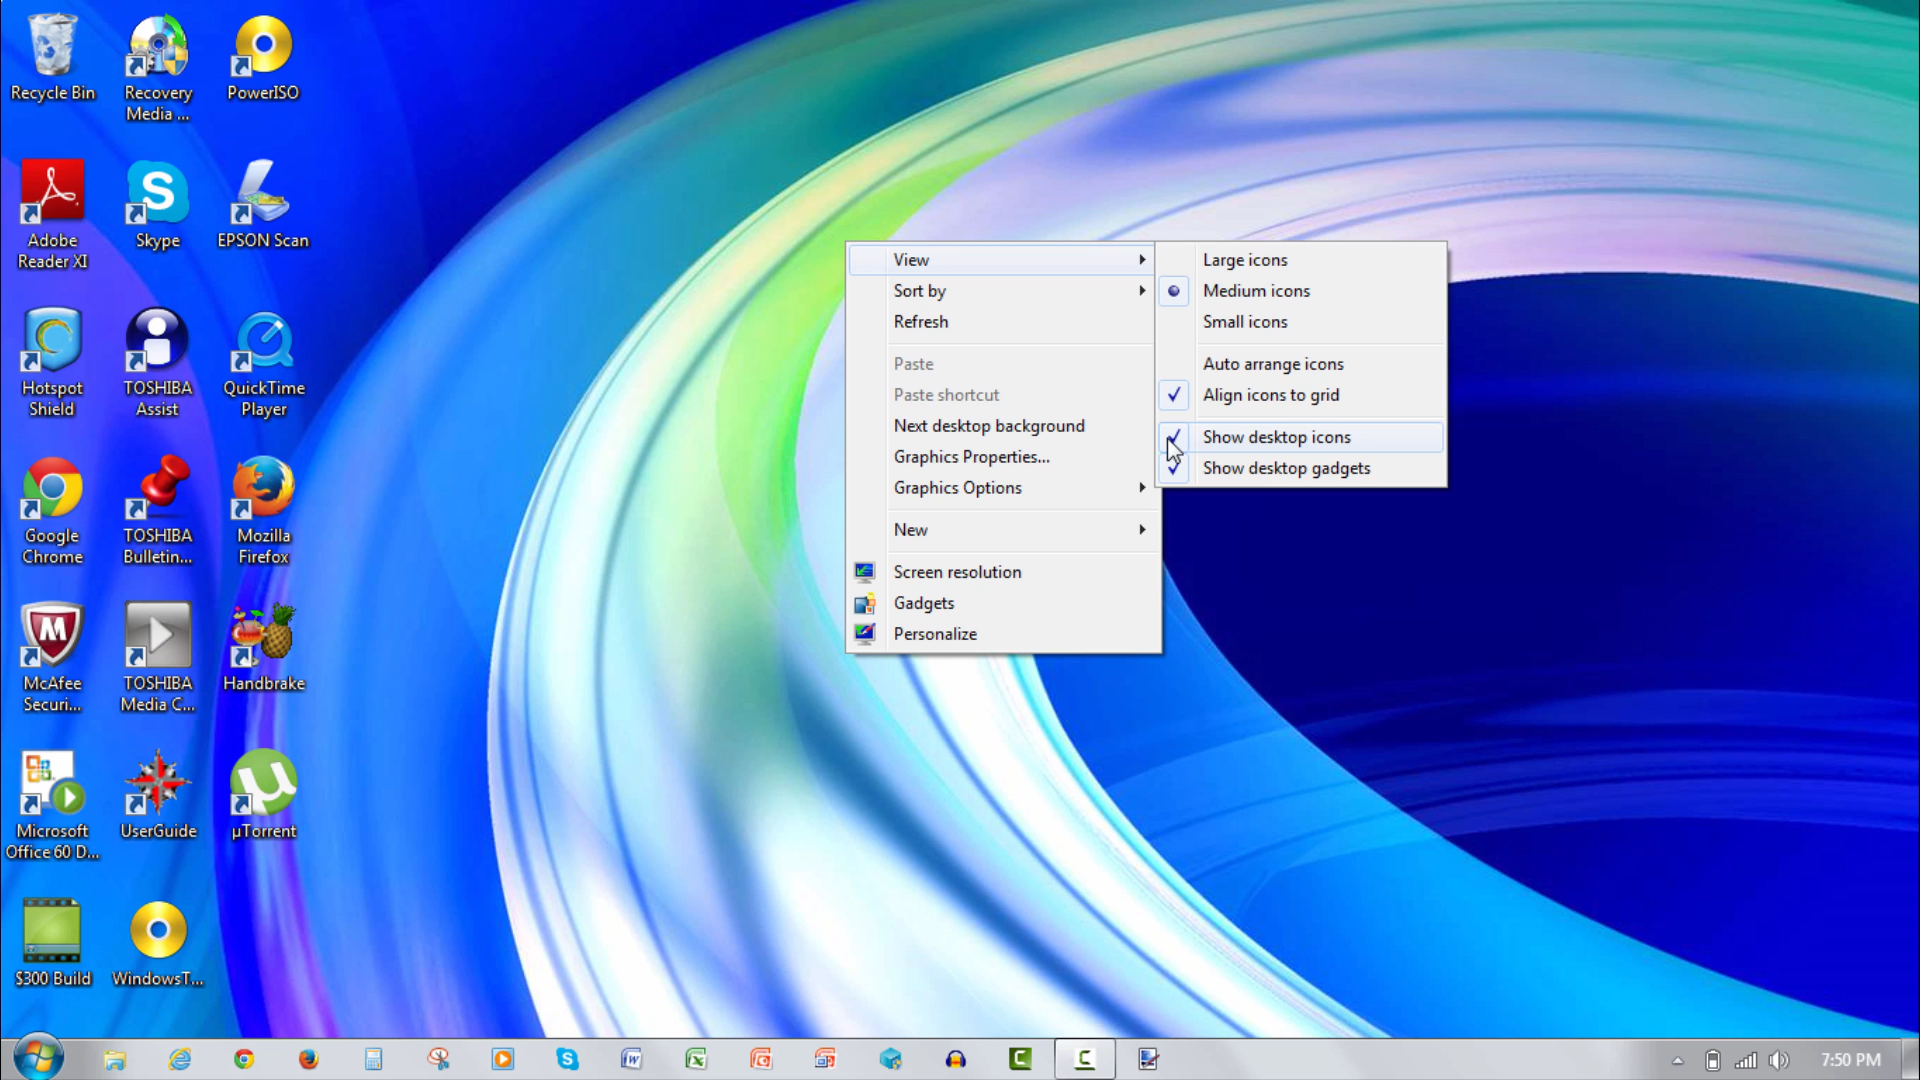 Recycle Bin
Recovery
Media ...
PowerISO
Adobe
Reader XI
Skype
EPSON Scan
Hotspot
Shield
TOSHIBA
Assist
QuickTime
Player
Google
Chrome
TOSHIBA
Bulletin...
Mozilla
Firefox
McAfee
Securi...
TOSHIBA
Media C...
Handbrake
Microsoft
Office 60 D...
UserGuide
µTorrent
$300 Build
WindowsT...
View
Sort by
Refresh
Paste
Paste shortcut
Next desktop background
Graphics Properties...
Graphics Options
New
Screen resolution
Gadgets
Personalize
Large icons
Medium icons
Small icons
Auto arrange icons
Align icons to grid
Show desktop icons
Show desktop gadgets
7:50 PM